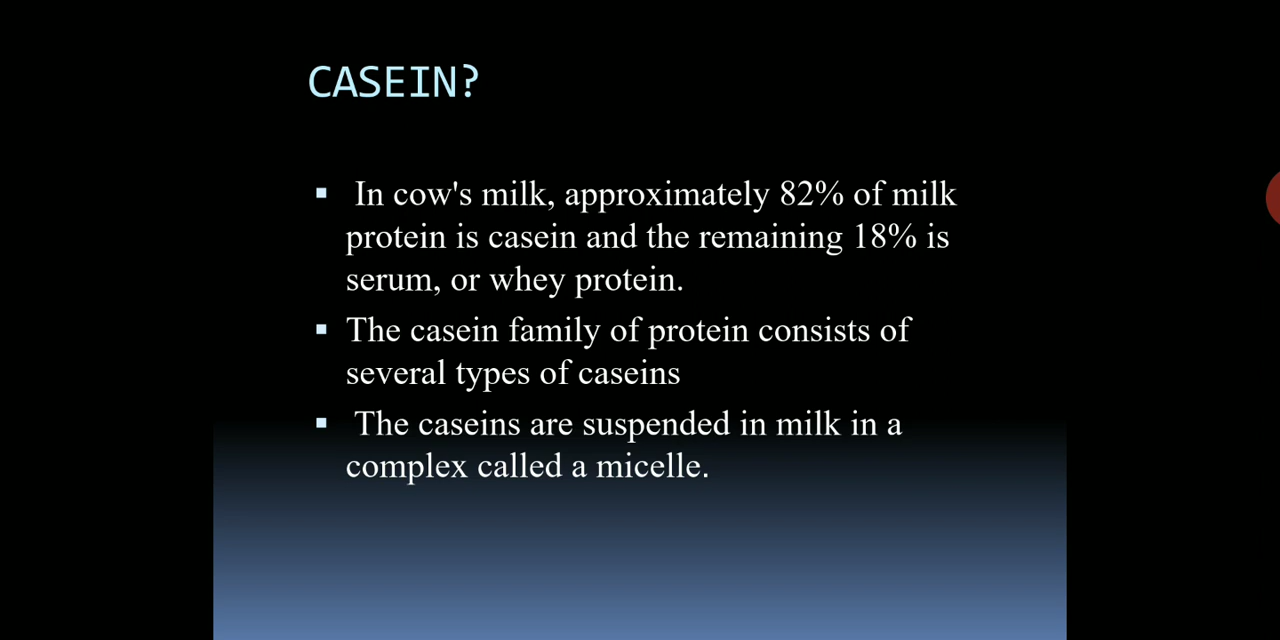 CASEIN?
▪ In cow's milk, approximately 82% of milk
protein is casein and the remaining 18% is
serum, or whey protein.
▪ The casein family of protein consists of
several types of caseins
▪ The caseins are suspended in milk in a
complex called a micelle.